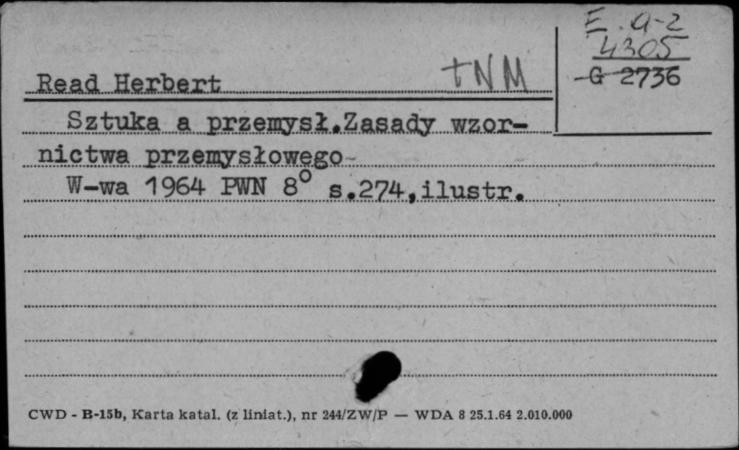 E. a-2
4305
G 2736
Read Herbert
+NM
Sztuka a przemysł.Zasady wzor-
nictwa przemysłowego-
W-wa 1964 PWN 8° s.274,ilustr.
CWD - B-15b, Karta katal. (z liniat.), nr 244/ZW/P — WDA 8 25.1.64 2.010.000